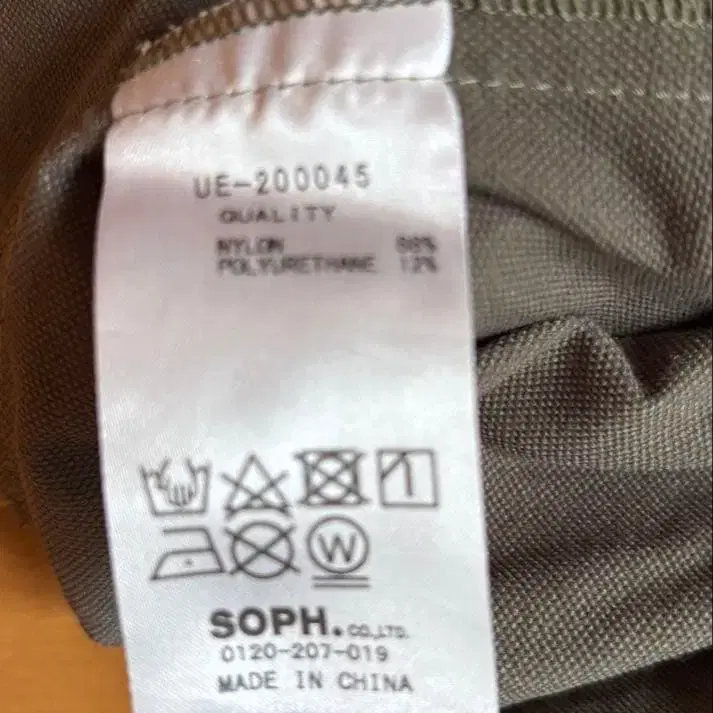 UE-200045
QUALITY
NYLON 88%
POLYURETHANE 12%
W
SOPH. CO.,LTD.
0120-207-019
MADE IN CHINA